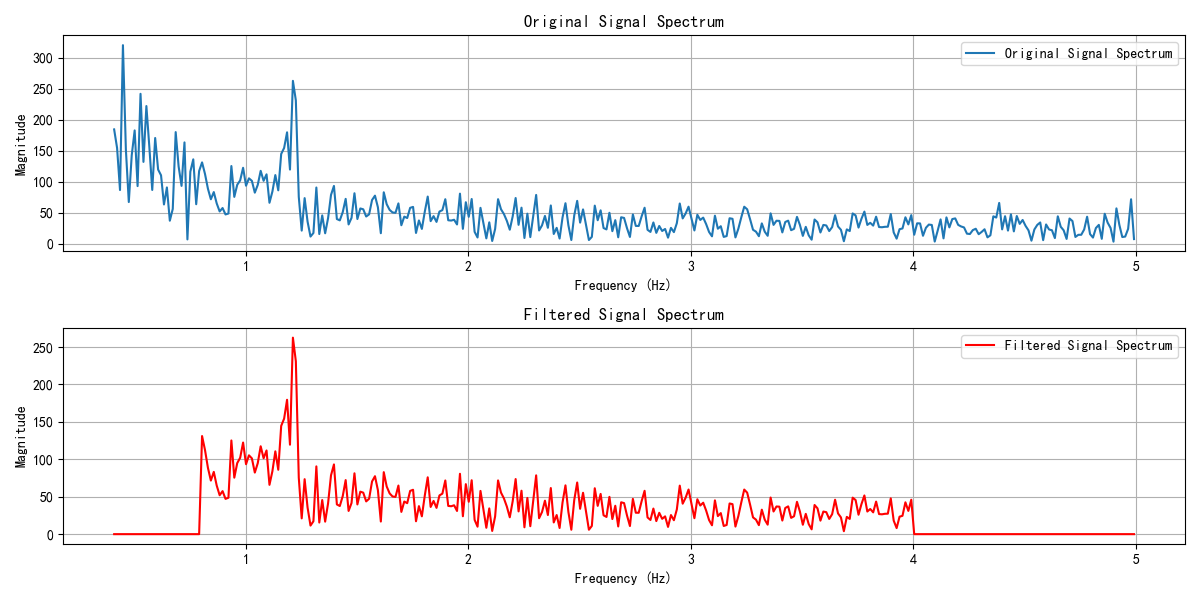 Original Signal Spectrum
Original Signal Spectrum
Magnitude
300
250
200
150
100
50
0
1
2
3
4
5
Frequency (Hz)
Filtered Signal Spectrum
Filtered Signal Spectrum
Magnitude
250
200
150
100
50
0
1
2
3
4
5
Frequency (Hz)